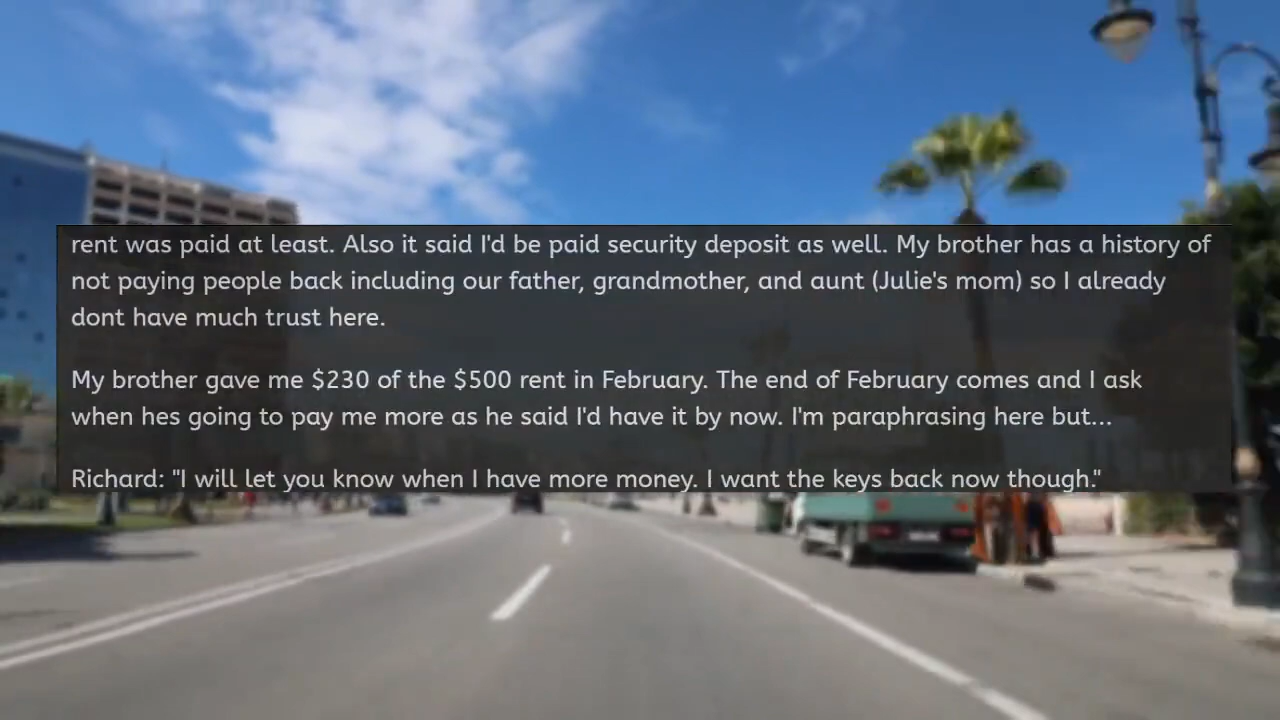 rent was paid at least. Also it said I'd be paid security deposit as well. My brother has a history of
not paying people back including our father, grandmother, and aunt (Julie's mom) so I already
dont have much trust here.
My brother gave me $230 of the $500 rent in February. The end of February comes and I ask
when hes going to pay me more as he said I'd have it by now. I'm paraphrasing here but...
Richard: "I will let you know when I have more money. I want the keys back now though."